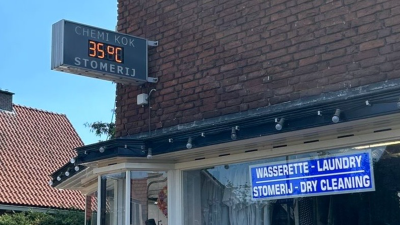 CHEMI KOK
35°C
STOMERIJ
WASSERETTE - LAUNDRY
STOMERIJ - DRY CLEANING